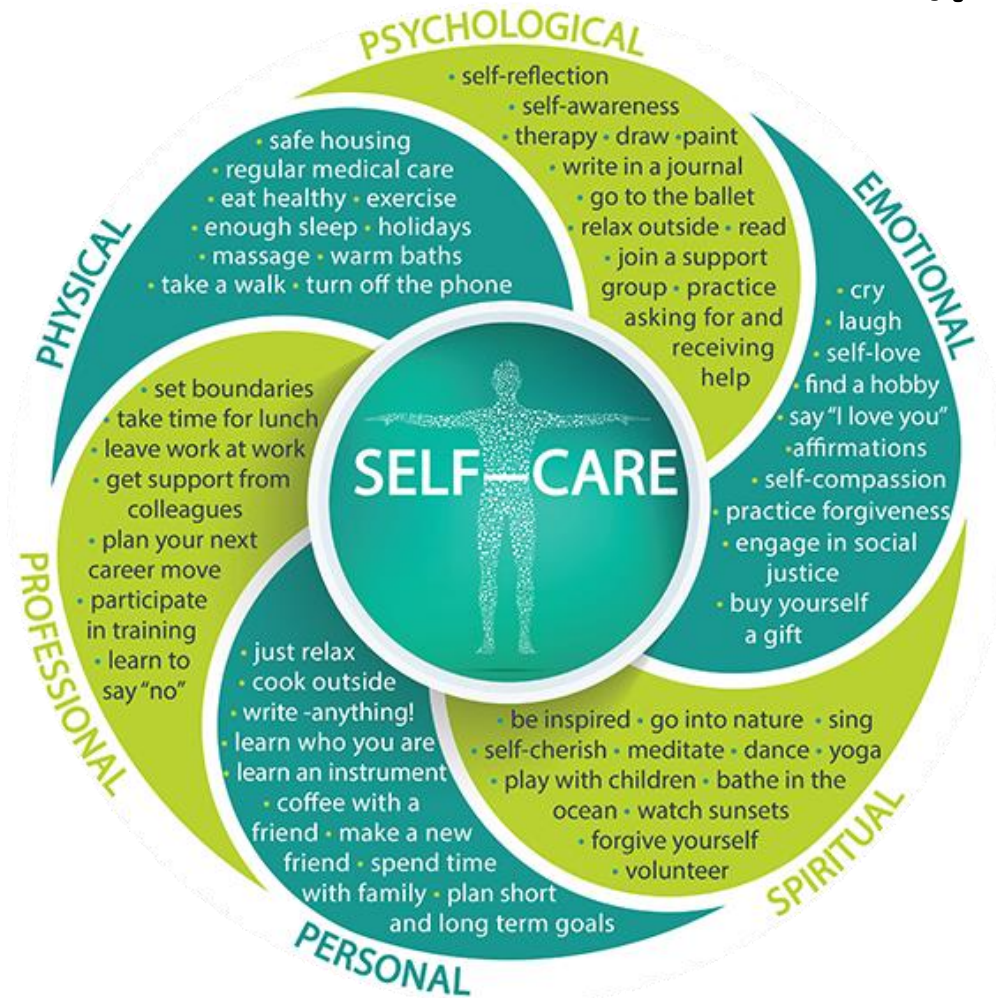 PSYCHOLOGICAL
• self-reflection
• self-awareness
• therapy • draw •paint
• write in a journal
• go to the ballet
• relax outside • read
• join a support
group • practice
asking for and
receiving
help
EMOTIONAL
• cry
• laugh
• self-love
• find a hobby
• say "I love you"
•affirmations
• self-compassion
• practice forgiveness
• engage in social
justice
• buy yourself
a gift
SPIRITUAL
• be inspired • go into nature • sing
• self-cherish • meditate • dance • yoga
• play with children • bathe in the
ocean • watch sunsets
• forgive yourself
• volunteer
PERSONAL
• just relax
• cook outside
• write -anything!
• learn who you are
• learn an instrument
• coffee with a
friend • make a new
friend • spend time
with family • plan short
and long term goals
PROFESSIONAL
• set boundaries
• take time for lunch
• leave work at work
• get support from
colleagues
• plan your next
career move
• participate
in training
• learn to
say "no"
PHYSICAL
• safe housing
• regular medical care
• eat healthy • exercise
• enough sleep • holidays
• massage • warm baths
• take a walk • turn off the phone
SELF-CARE